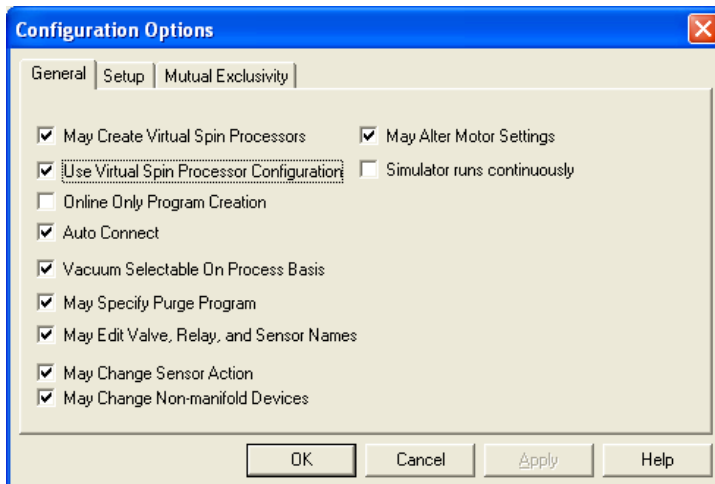 Configuration Options
General Setup Mutual Exclusivity
May Create Virtual Spin Processors May Alter Motor Settings
Use Virtual Spin Processor Configuration Simulator runs continuously
Online Only Program Creation
Auto Connect
Vacuum Selectable On Process Basis
May Specify Purge Program
May Edit Valve, Relay, and Sensor Names
May Change Sensor Action
May Change Non-manifold Devices
OK Cancel Apply Help